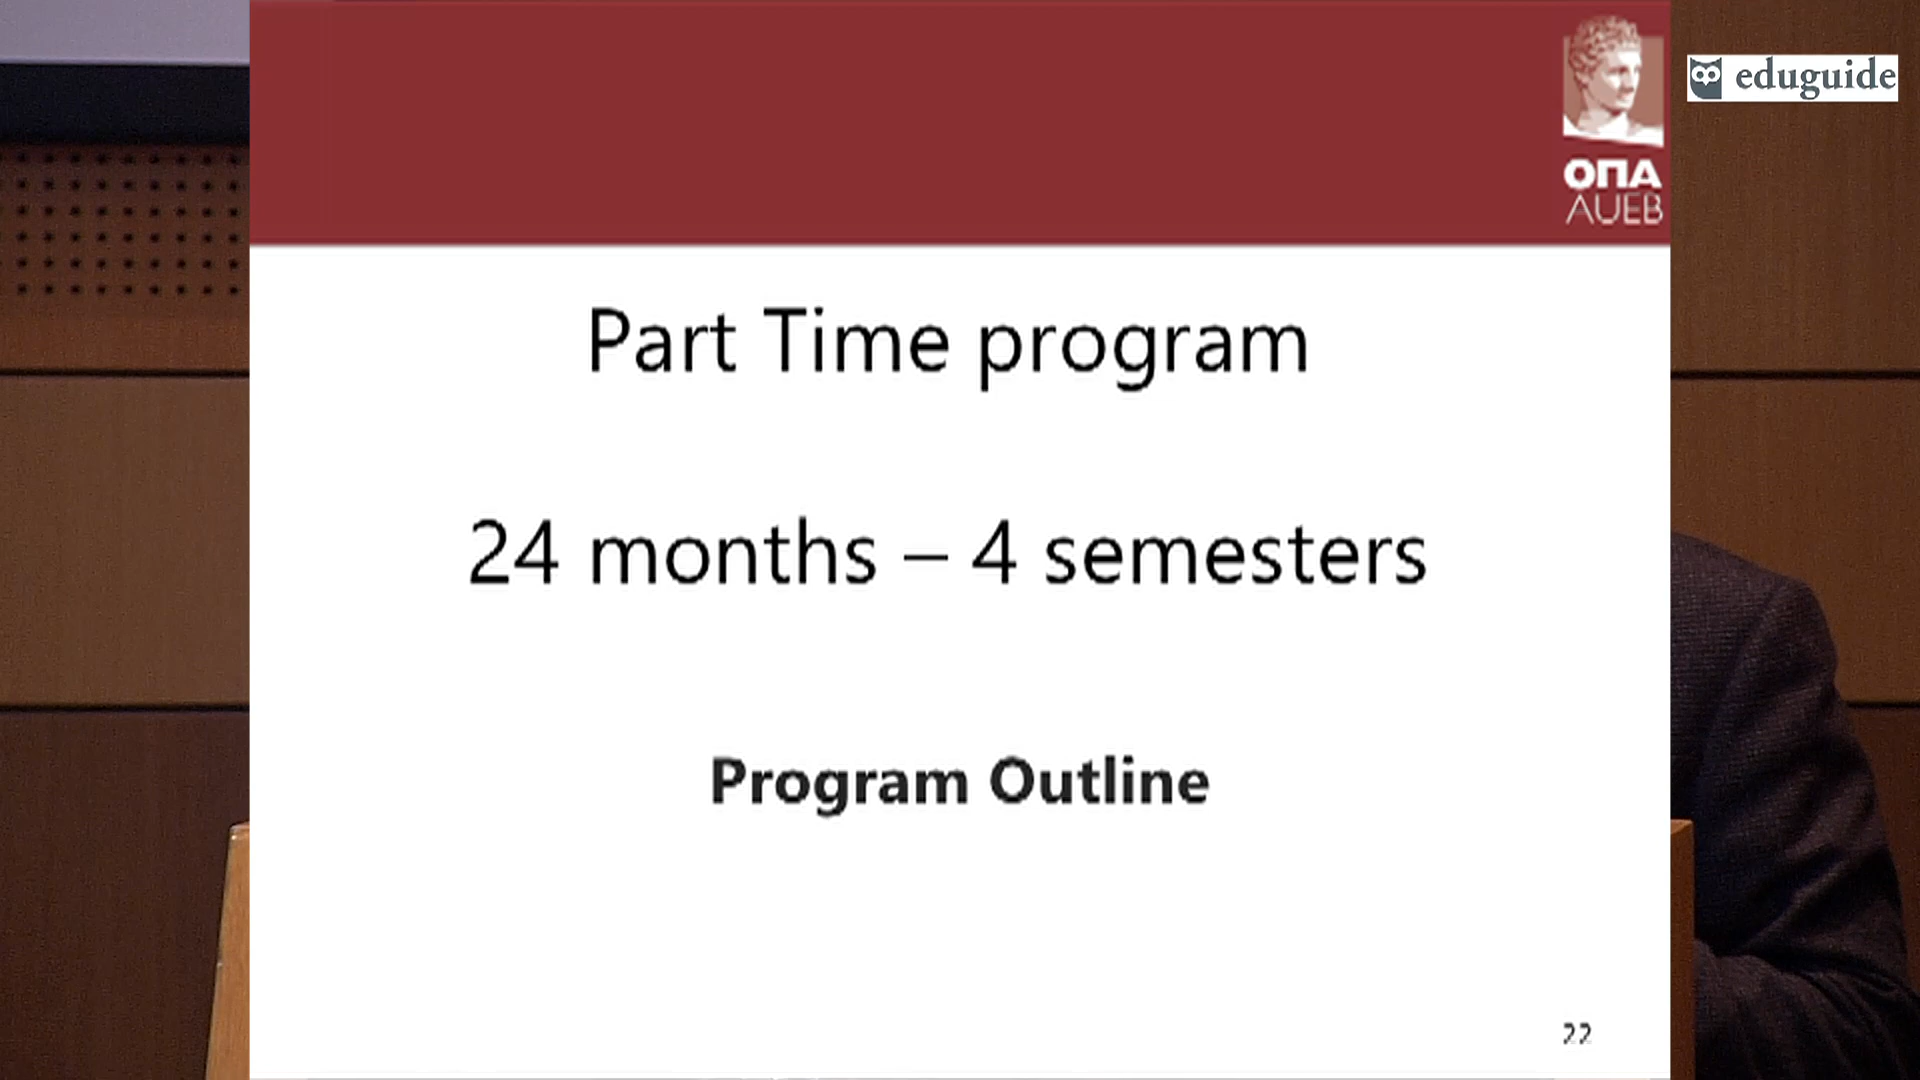 ΟΠΑ
AUEB
eduguide
Part Time program
24 months – 4 semesters
Program Outline
22